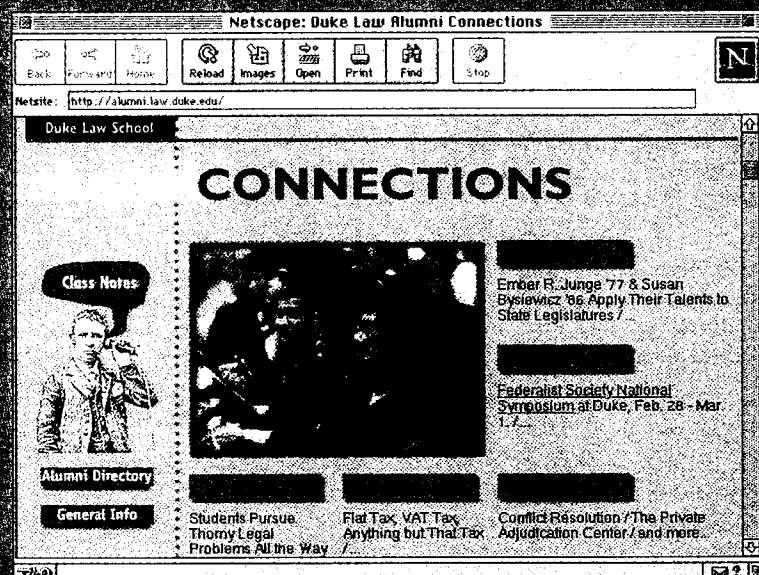 Netscape: Duke Law Alumni Connections
Back Forward Home Reload Images Open Print Find Stop
N
Netsite: http://alumni.law.duke.edu/
Duke Law School
CONNECTIONS
Class Notes
Alumni Directory
General Info
Ember R. Junge '77 & Susan
Bysiewicz '86 Apply Their Talents to
State Legislatures /...
Federalist Society National
Symposium at Duke, Feb. 28 - Mar.
1. /...
Students Pursue
Thorny Legal
Problems All the Way
Flat Tax, VAT Tax,
Anything but That Tax
/...
Conflict Resolution / The Private
Adjudication Center / and more...